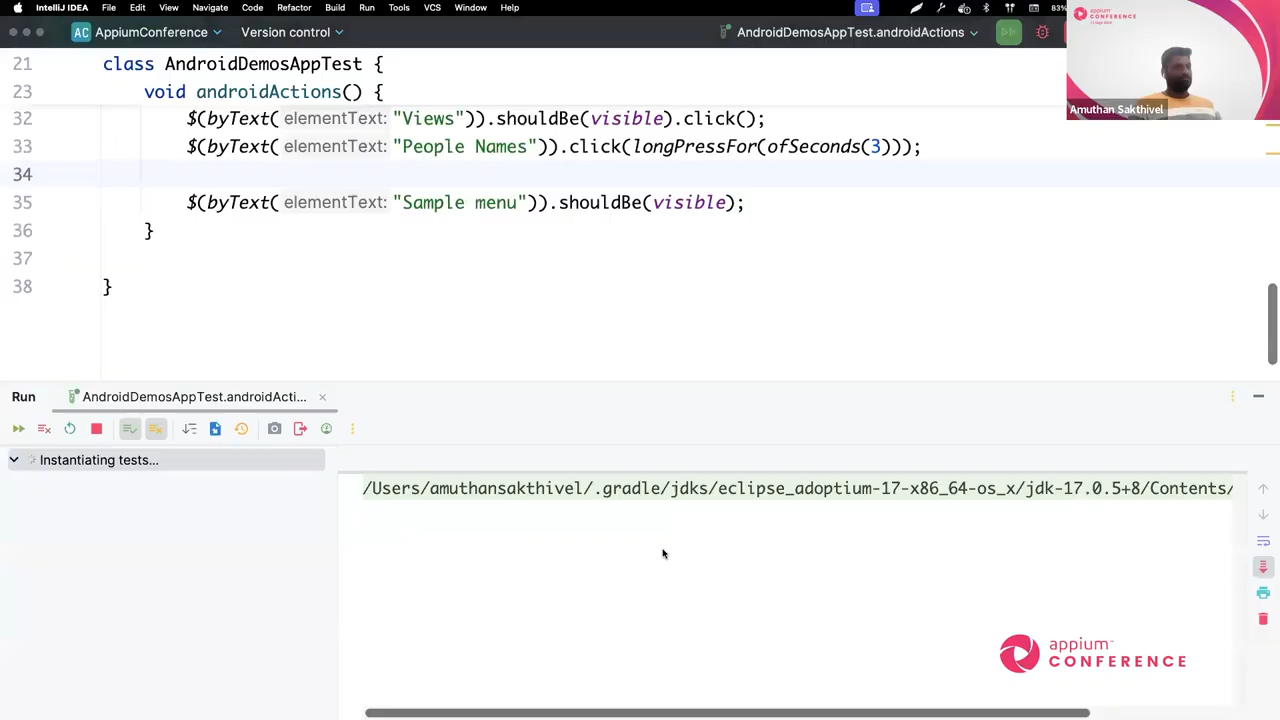 IntelliJ IDEA File Edit View Navigate Code Refactor Build Run Tools VCS Window Help 83%
AC AppiumConference Version control AndroidDemosAppTest.androidActions
appium CONFERENCE
Amuthan Sakthivel
21 class AndroidDemosAppTest {
23 void androidActions() {
32 $(byText( elementText: "Views")).shouldBe(visible).click();
33 $(byText( elementText: "People Names")).click(longPressFor(ofSeconds(3)));
34
35 $(byText( elementText: "Sample menu")).shouldBe(visible);
36 }
37
38 }
Run AndroidDemosAppTest.androidActi...
Instantiating tests...
/Users/amuthansakthivel/.gradle/jdks/eclipse_adoptium-17-x86_64-os_x/jdk-17.0.5+8/Contents/
appium™
CONFERENCE